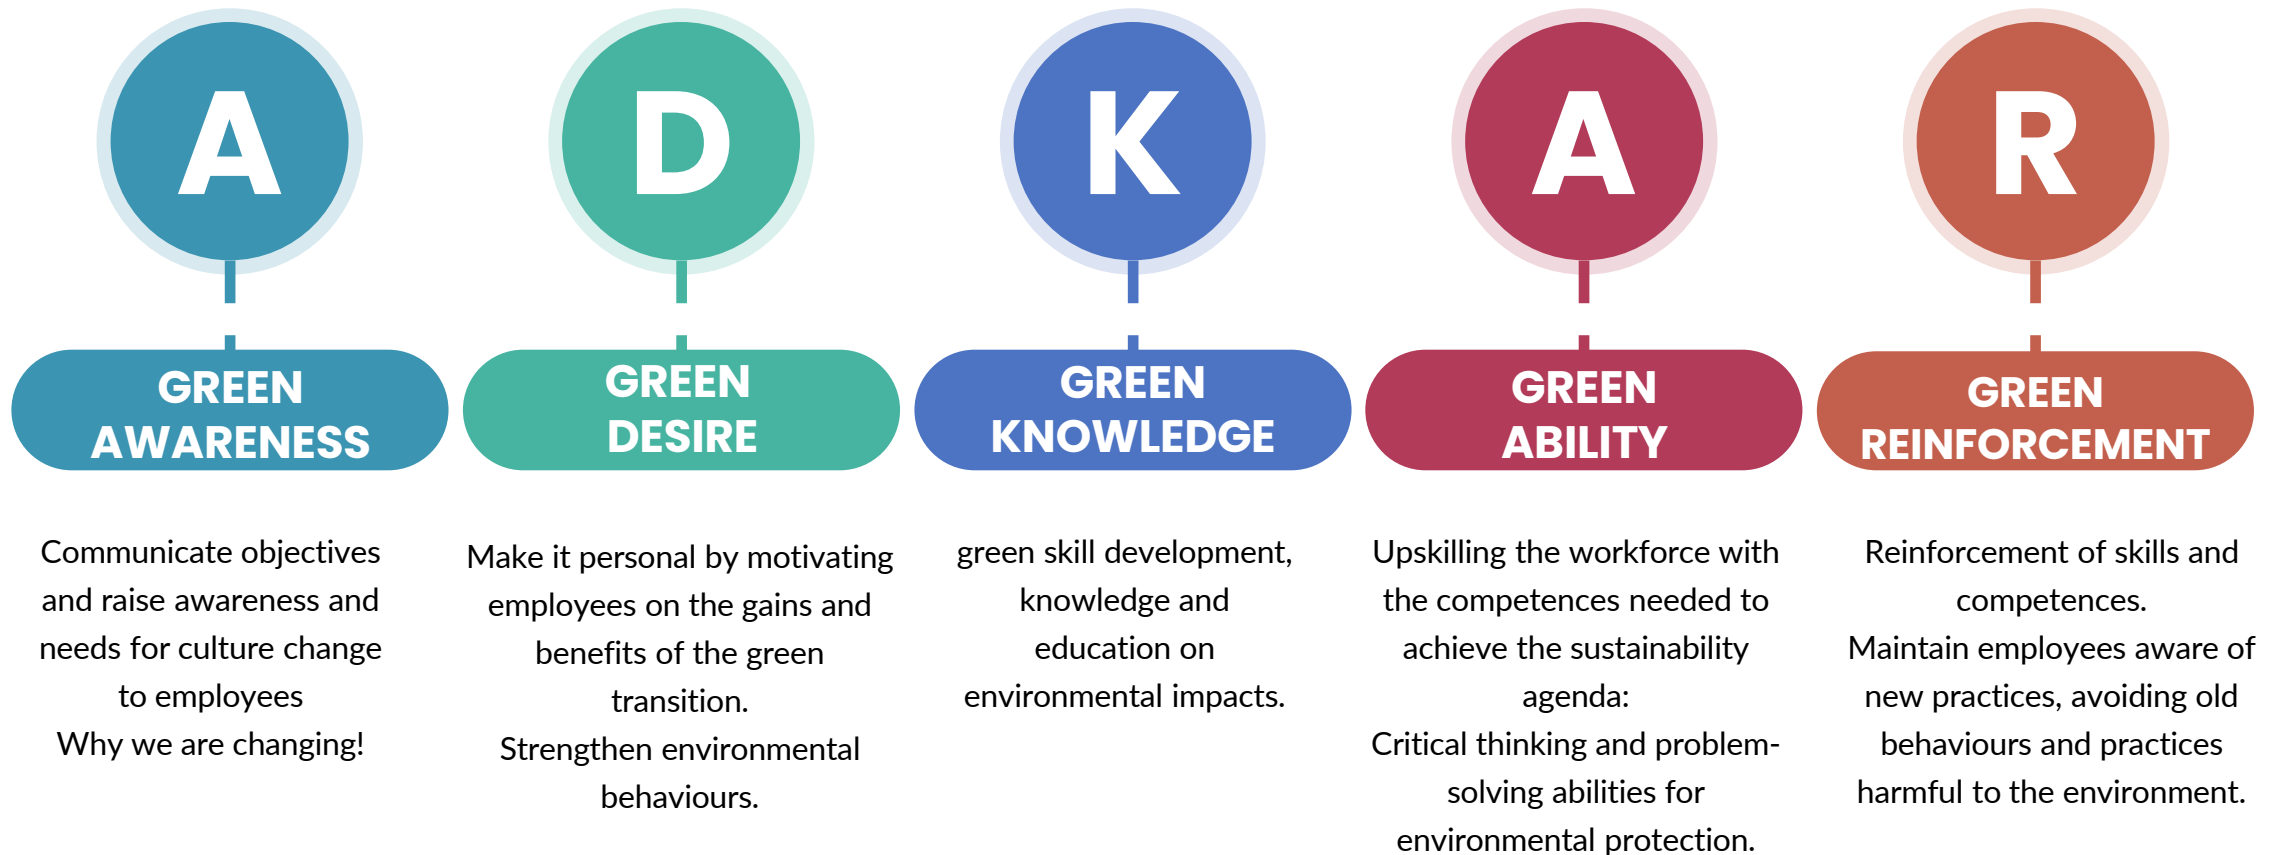 A
GREEN
AWARENESS
Communicate objectives
and raise awareness and
needs for culture change
to employees
Why we are changing!
D
GREEN
DESIRE
Make it personal by motivating
employees on the gains and
benefits of the green
transition.
Strengthen environmental
behaviours.
K
GREEN
KNOWLEDGE
green skill development,
knowledge and
education on
environmental impacts.
A
GREEN
ABILITY
Upskilling the workforce with
the competences needed to
achieve the sustainability
agenda:
Critical thinking and problem-
solving abilities for
environmental protection.
R
GREEN
REINFORCEMENT
Reinforcement of skills and
competences.
Maintain employees aware of
new practices, avoiding old
behaviours and practices
harmful to the environment.